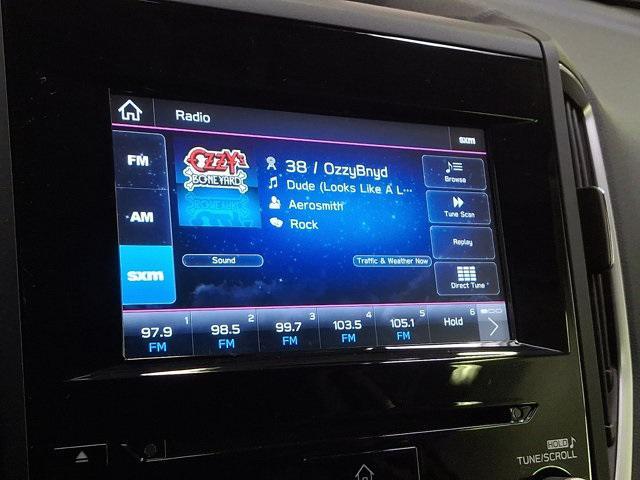 Radio
sxm
FM
AM
sxm
OZZY'S
BONEYARD
38 / OzzyBnyd
Dude (Looks Like A L...
Aerosmith
Rock
Browse
Tune Scan
Replay
Direct Tune
Sound
Traffic & Weather Now
1
97.9
FM
2
98.5
FM
3
99.7
FM
4
103.5
FM
5
105.1
FM
6
Hold
HOLD
TUNE/SCROLL